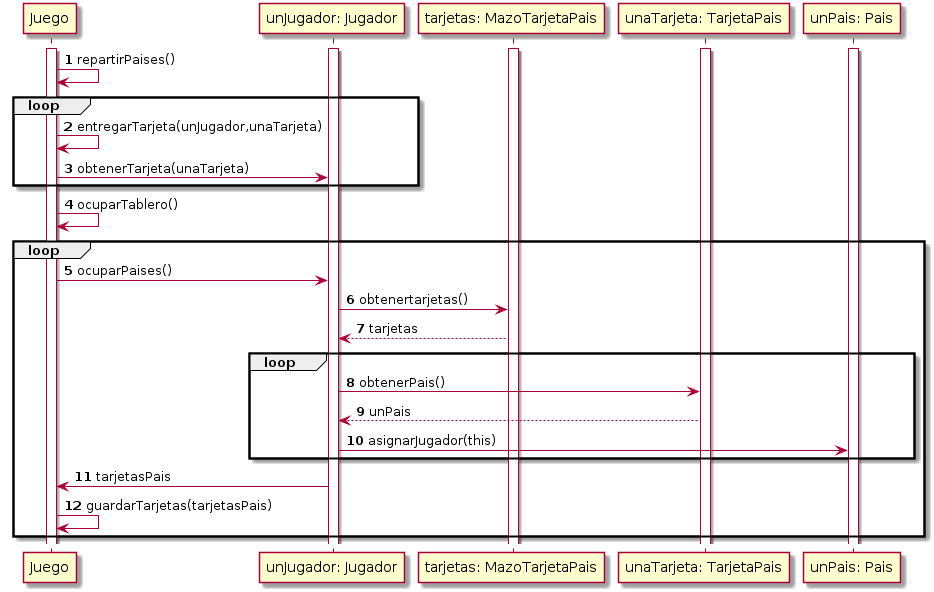 Juego
unJugador: Jugador
tarjetas: MazoTarjetaPais
unaTarjeta: TarjetaPais
unPais: Pais
1 repartirPaises()
loop
2 entregarTarjeta(unJugador,unaTarjeta)
3 obtenerTarjeta(unaTarjeta)
4 ocuparTablero()
loop
5 ocuparPaises()
6 obtenertarjetas()
7 tarjetas
loop
8 obtenerPais()
9 unPais
10 asignarJugador(this)
11 tarjetasPais
12 guardarTarjetas(tarjetasPais)
Juego
unJugador: Jugador
tarjetas: MazoTarjetaPais
unaTarjeta: TarjetaPais
unPais: Pais